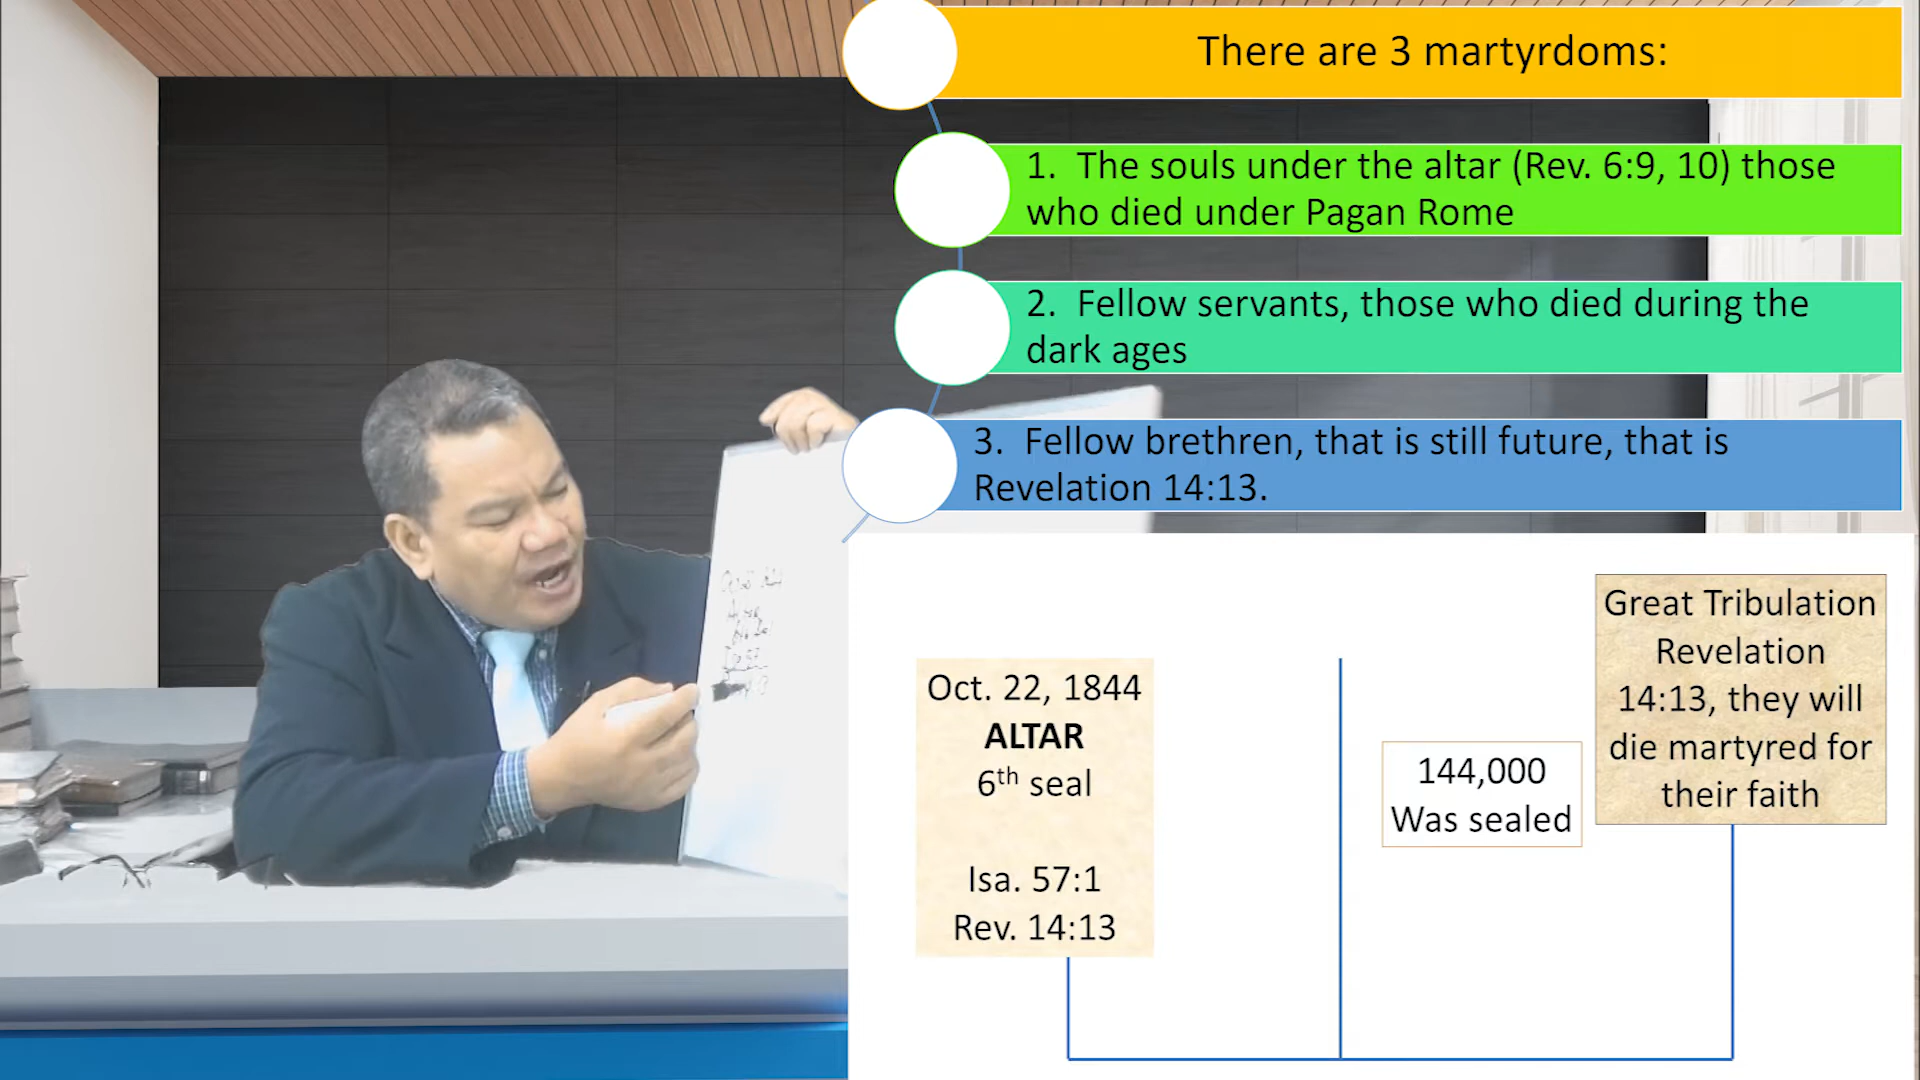 There are 3 martyrdoms:
1. The souls under the altar (Rev. 6:9, 10) those
who died under Pagan Rome
2. Fellow servants, those who died during the
dark ages
3. Fellow brethren, that is still future, that is
Revelation 14:13.
Oct. 22, 1844
ALTAR
6th seal
Isa. 57:1
Rev. 14:13
144,000
Was sealed
Great Tribulation
Revelation
14:13, they will
die martyred for
their faith